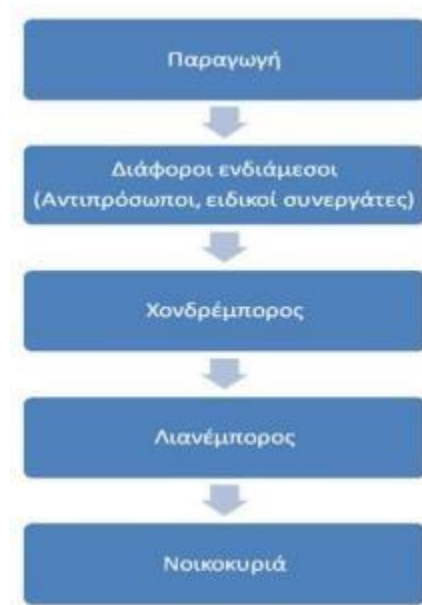 Παραγωγή
Διάφοροι ενδιάμεσοι
(Αντιπρόσωποι, ειδικοί συνεργάτες)
Χονδρέμπορος
Λιανέμπορος
Νοικοκυριά